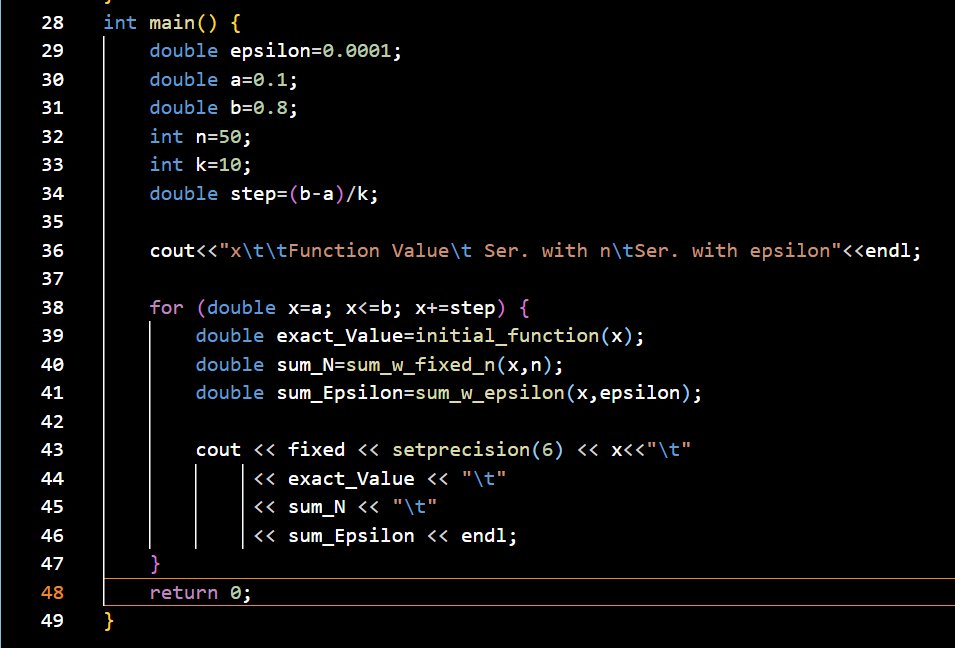 28 int main() {
29     double epsilon=0.0001;
30     double a=0.1;
31     double b=0.8;
32     int n=50;
33     int k=10;
34     double step=(b-a)/k;
35
36     cout<<"x\t\tFunction Value\t Ser. with n\tSer. with epsilon"<<endl;
37
38     for (double x=a; x<=b; x+=step) {
39         double exact_Value=initial_function(x);
40         double sum_N=sum_w_fixed_n(x,n);
41         double sum_Epsilon=sum_w_epsilon(x,epsilon);
42
43         cout << fixed << setprecision(6) << x<<"\t"
44              << exact_Value << "\t"
45              << sum_N << "\t"
46              << sum_Epsilon << endl;
47     }
48     return 0;
49 }